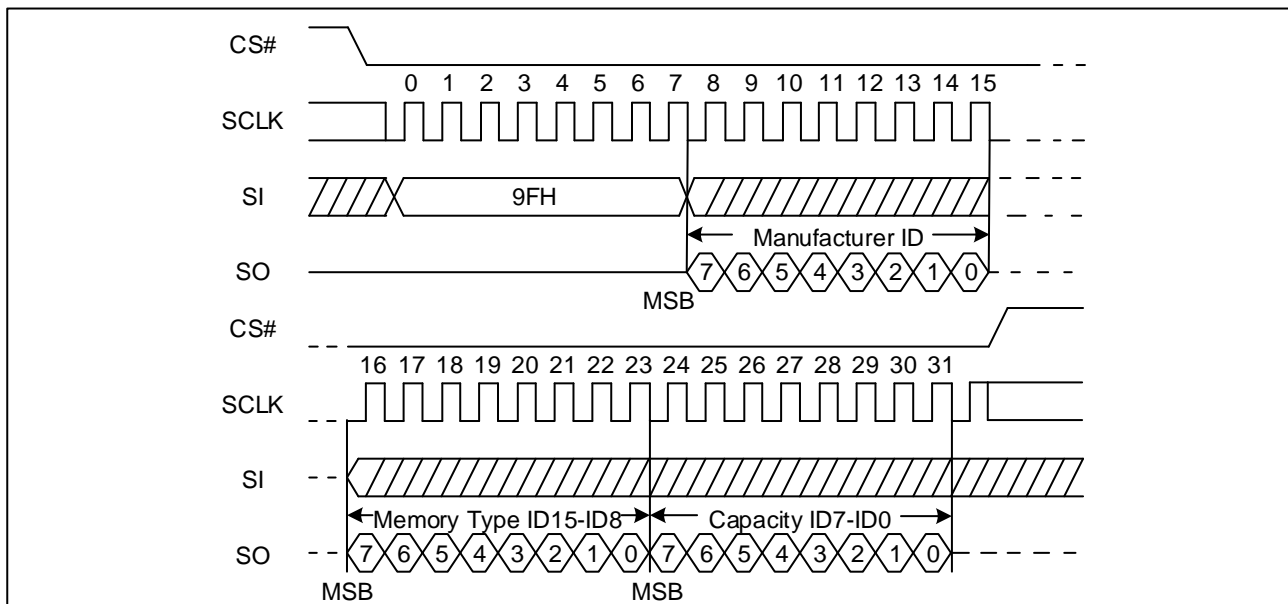 CS#
0 1 2 3 4 5 6 7 8 9 10 11 12 13 14 15
SCLK
SI 9FH
Manufacturer ID
SO 7 6 5 4 3 2 1 0
MSB
CS#
16 17 18 19 20 21 22 23 24 25 26 27 28 29 30 31
SCLK
SI
Memory Type ID15-ID8 Capacity ID7-ID0
SO 7 6 5 4 3 2 1 0 7 6 5 4 3 2 1 0
MSB MSB